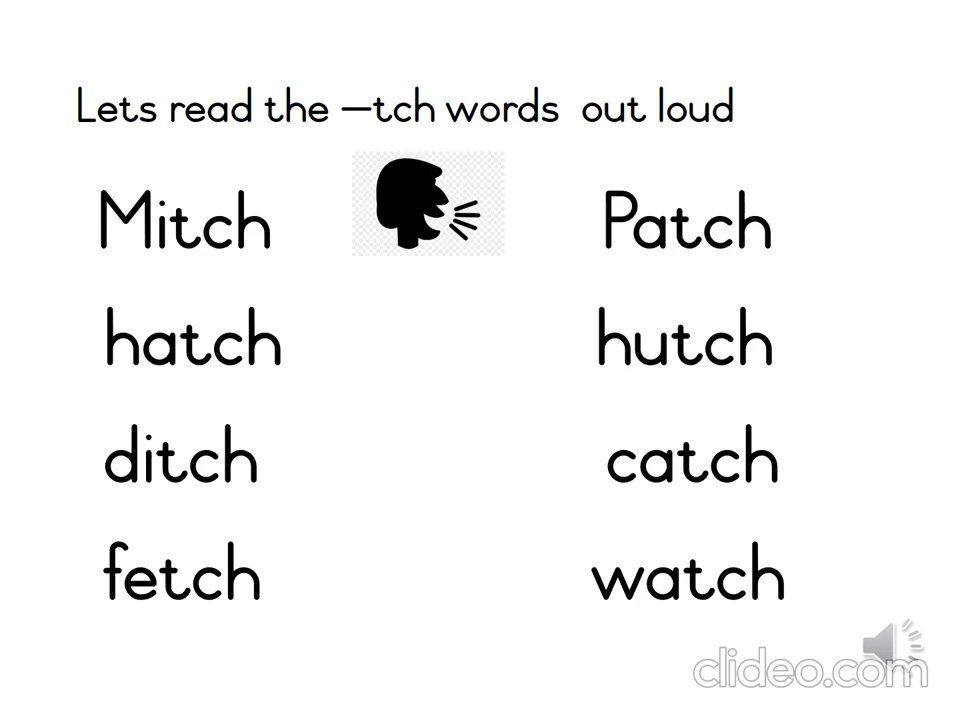 Lets read the –tch words out loud
Mitch Patch
hatch hutch
ditch catch
fetch watch
clideo.com